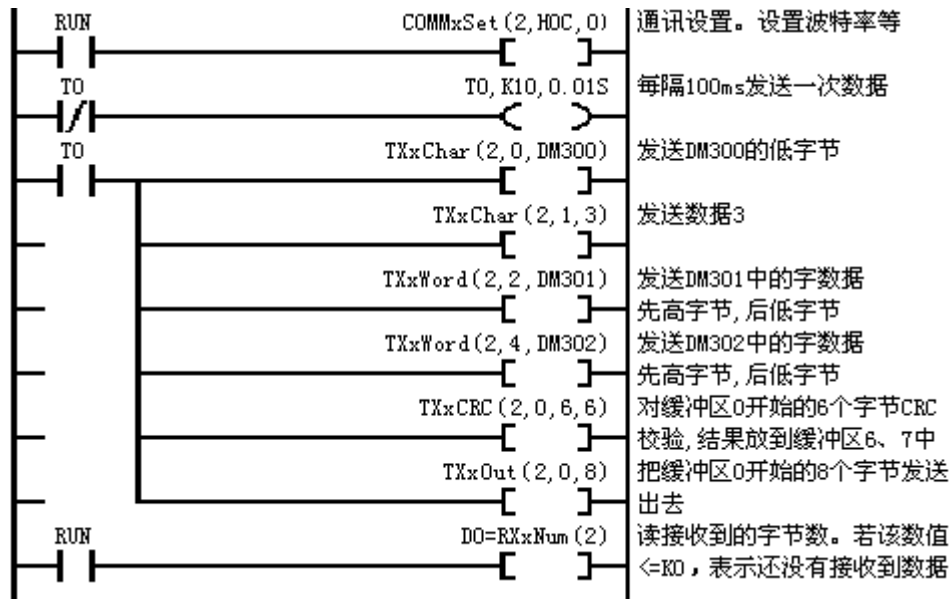 RUN COMMxSet(2,H0C,0) 通讯设置。设置波特率等
T0 T0,K10,0.01S 每隔100ms发送一次数据
T0 TXxChar(2,0,DM300) 发送DM300的低字节
TXxChar(2,1,3) 发送数据3
TXxWord(2,2,DM301) 发送DM301中的字数据
先高字节,后低字节
TXxWord(2,4,DM302) 发送DM302中的字数据
先高字节,后低字节
TXxCRC(2,0,6,6) 对缓冲区0开始的6个字节CRC
校验,结果放到缓冲区6、7中
TXxOut(2,0,8) 把缓冲区0开始的8个字节发送
出去
RUN D0=RXxNum(2) 读接收到的字节数。若该数值
<=K0，表示还没有接收到数据